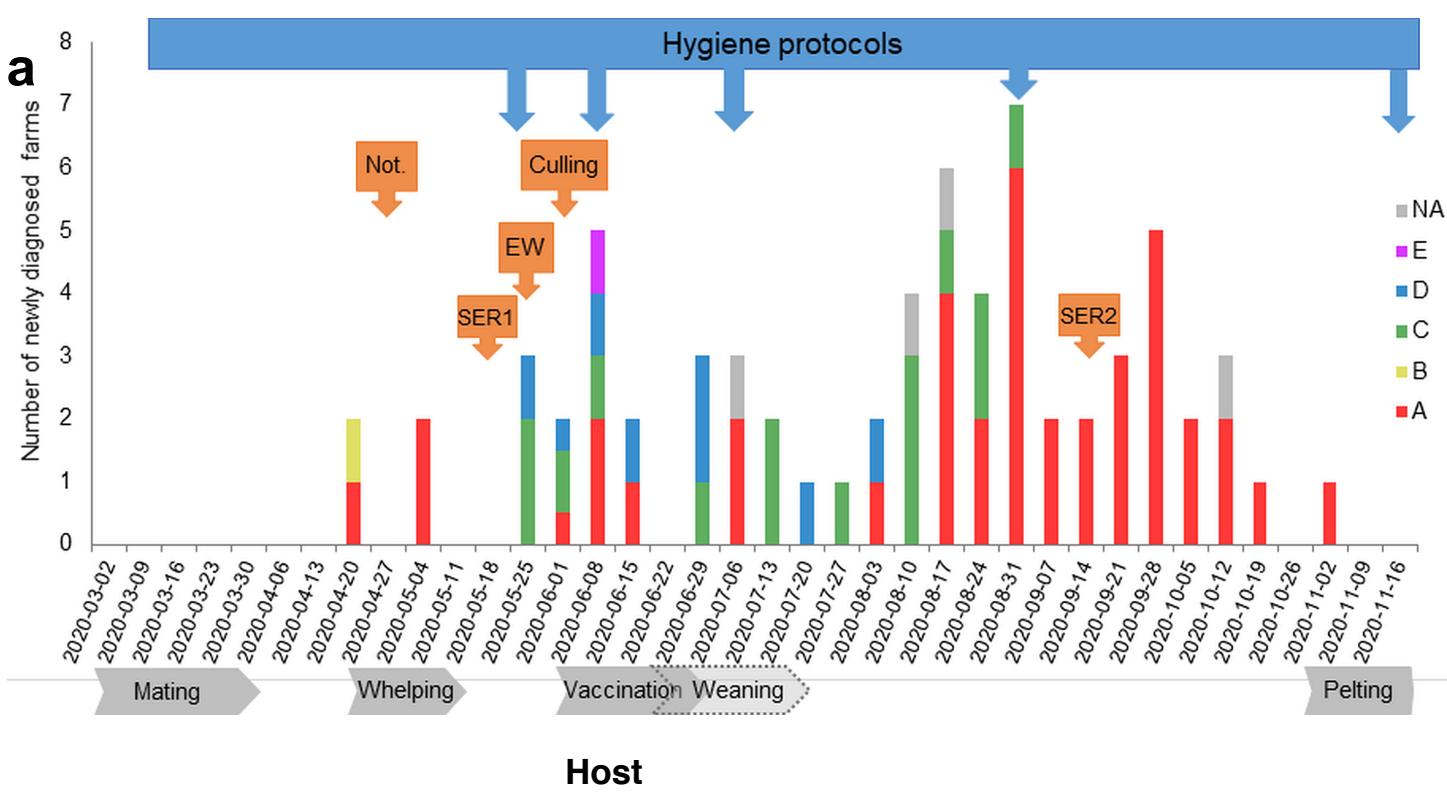 a
Hygiene protocols
Number of newly diagnosed farms
8
7
6
5
4
3
2
1
0
Not.
Culling
EW
SER1
SER2
NA
E
D
C
B
A
2020-03-02
2020-03-09
2020-03-16
2020-03-23
2020-03-30
2020-04-06
2020-04-13
2020-04-20
2020-04-27
2020-05-04
2020-05-11
2020-05-18
2020-05-25
2020-06-01
2020-06-08
2020-06-15
2020-06-22
2020-06-29
2020-07-06
2020-07-13
2020-07-20
2020-07-27
2020-08-03
2020-08-10
2020-08-17
2020-08-24
2020-08-31
2020-09-07
2020-09-14
2020-09-21
2020-09-28
2020-10-05
2020-10-12
2020-10-19
2020-10-26
2020-11-02
2020-11-09
2020-11-16
Mating
Whelping
Vaccination
Weaning
Pelting
Host